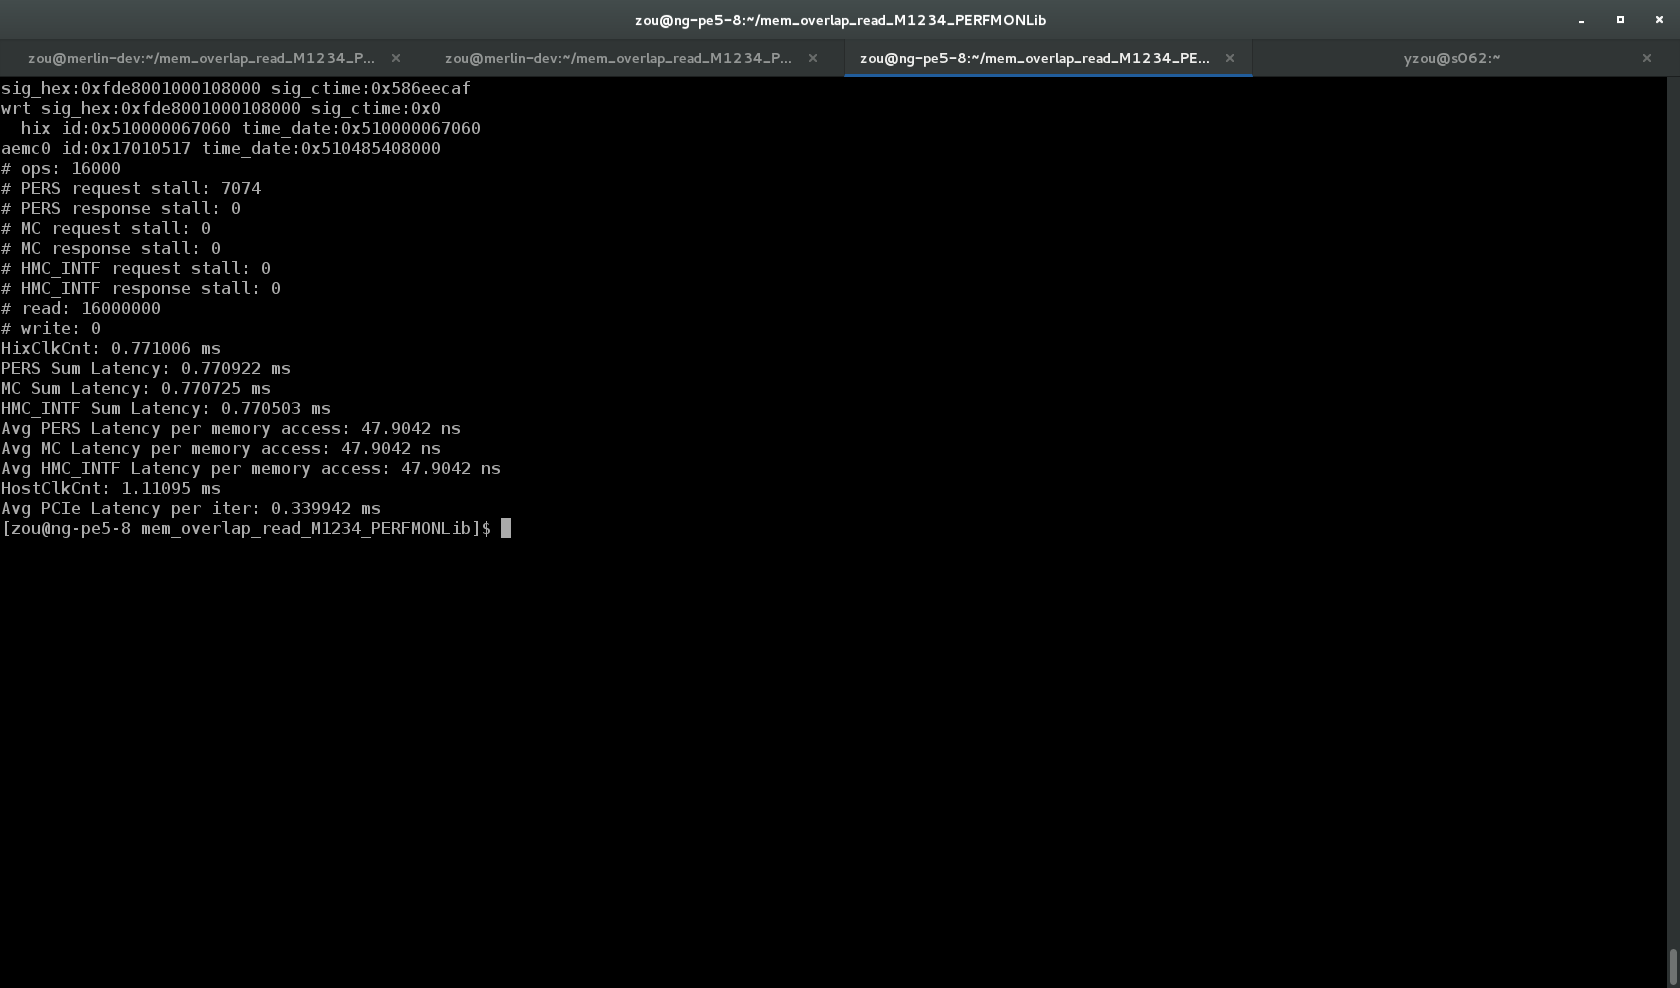 zou@ng-pe5-8:~/mem_overlap_read_M1234_PERFMONLib
zou@merlin-dev:~/mem_overlap_read_M1234_P... zou@merlin-dev:~/mem_overlap_read_M1234_P... zou@ng-pe5-8:~/mem_overlap_read_M1234_PE... yzou@s062:~
sig_hex:0xfde8001000108000 sig_ctime:0x586eecaf
wrt sig_hex:0xfde8001000108000 sig_ctime:0x0
  hix id:0x510000067060 time_date:0x510000067060
aemc0 id:0x17010517 time_date:0x510485408000
# ops: 16000
# PERS request stall: 7074
# PERS response stall: 0
# MC request stall: 0
# MC response stall: 0
# HMC_INTF request stall: 0
# HMC_INTF response stall: 0
# read: 16000000
# write: 0
HixClkCnt: 0.771006 ms
PERS Sum Latency: 0.770922 ms
MC Sum Latency: 0.770725 ms
HMC_INTF Sum Latency: 0.770503 ms
Avg PERS Latency per memory access: 47.9042 ns
Avg MC Latency per memory access: 47.9042 ns
Avg HMC_INTF Latency per memory access: 47.9042 ns
HostClkCnt: 1.11095 ms
Avg PCIe Latency per iter: 0.339942 ms
[zou@ng-pe5-8 mem_overlap_read_M1234_PERFMONLib]$